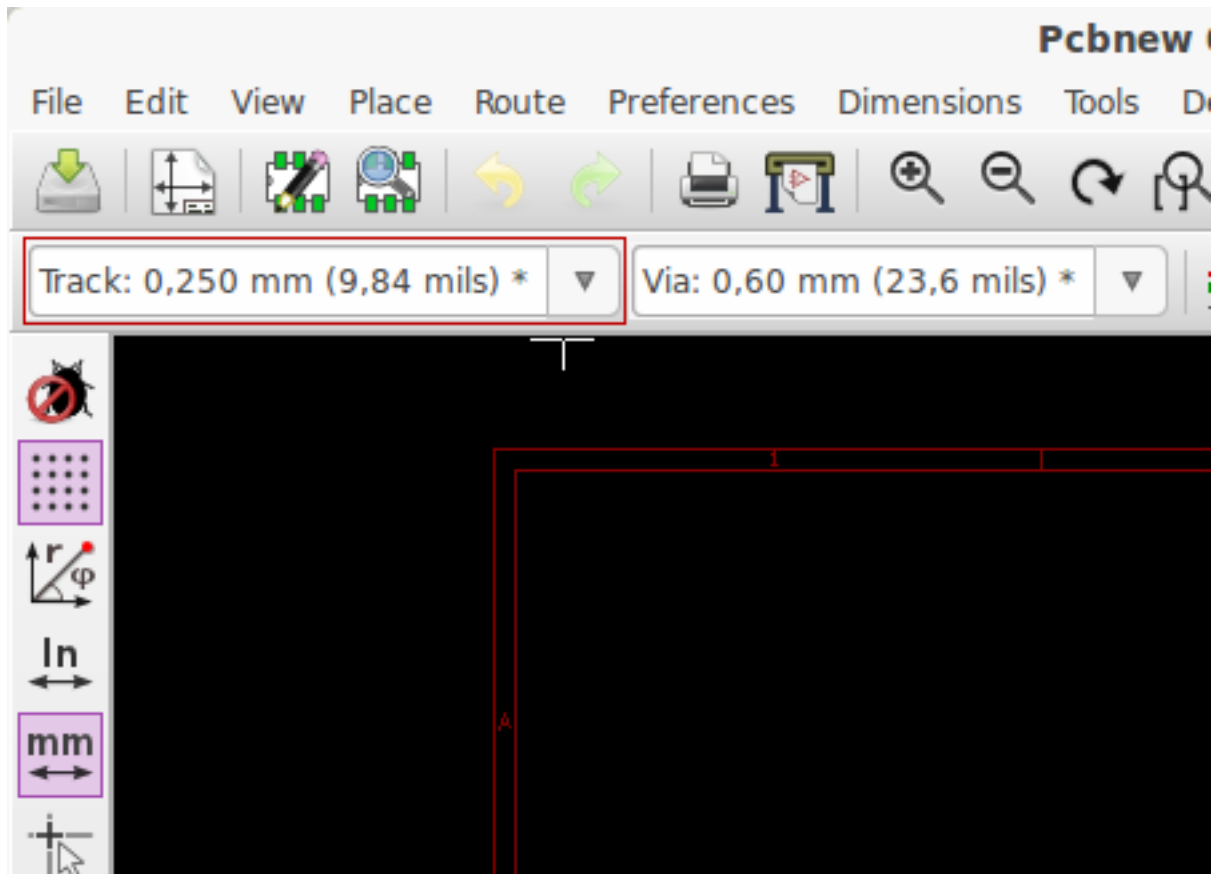 Pcbnew
File Edit View Place Route Preferences Dimensions Tools
Track: 0,250 mm (9,84 mils) * Via: 0,60 mm (23,6 mils) *
1
r
φ
In
A
mm